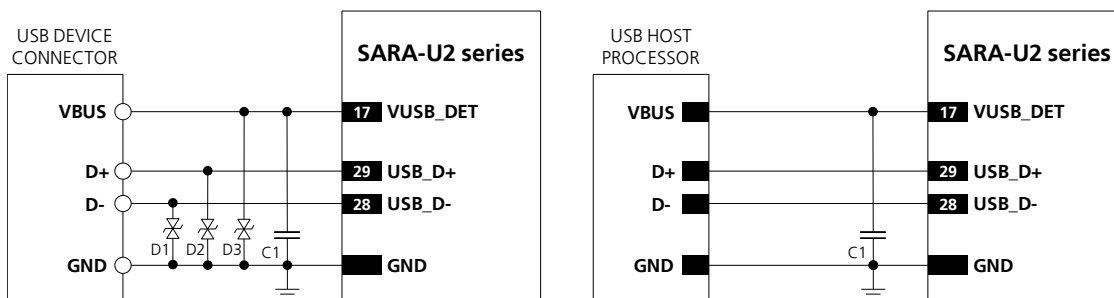 USB DEVICE
CONNECTOR
SARA-U2 series
VBUS
17 VUSB_DET
D+
29 USB_D+
D-
28 USB_D-
D1 D2 D3 C1
GND
GND
USB HOST
PROCESSOR
SARA-U2 series
VBUS
17 VUSB_DET
D+
29 USB_D+
D-
28 USB_D-
C1
GND
GND